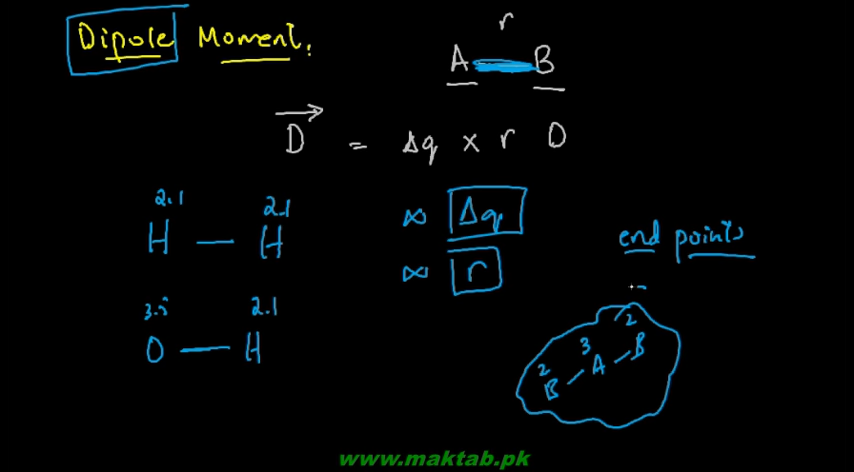 Dipole Moment.
r
A B
D = Δq × r D
∝ Δq
∝ r
2.1 2.1
H — H
3.5 2.1
O — H
end points
2 3 2
B — A — B
www.maktab.pk